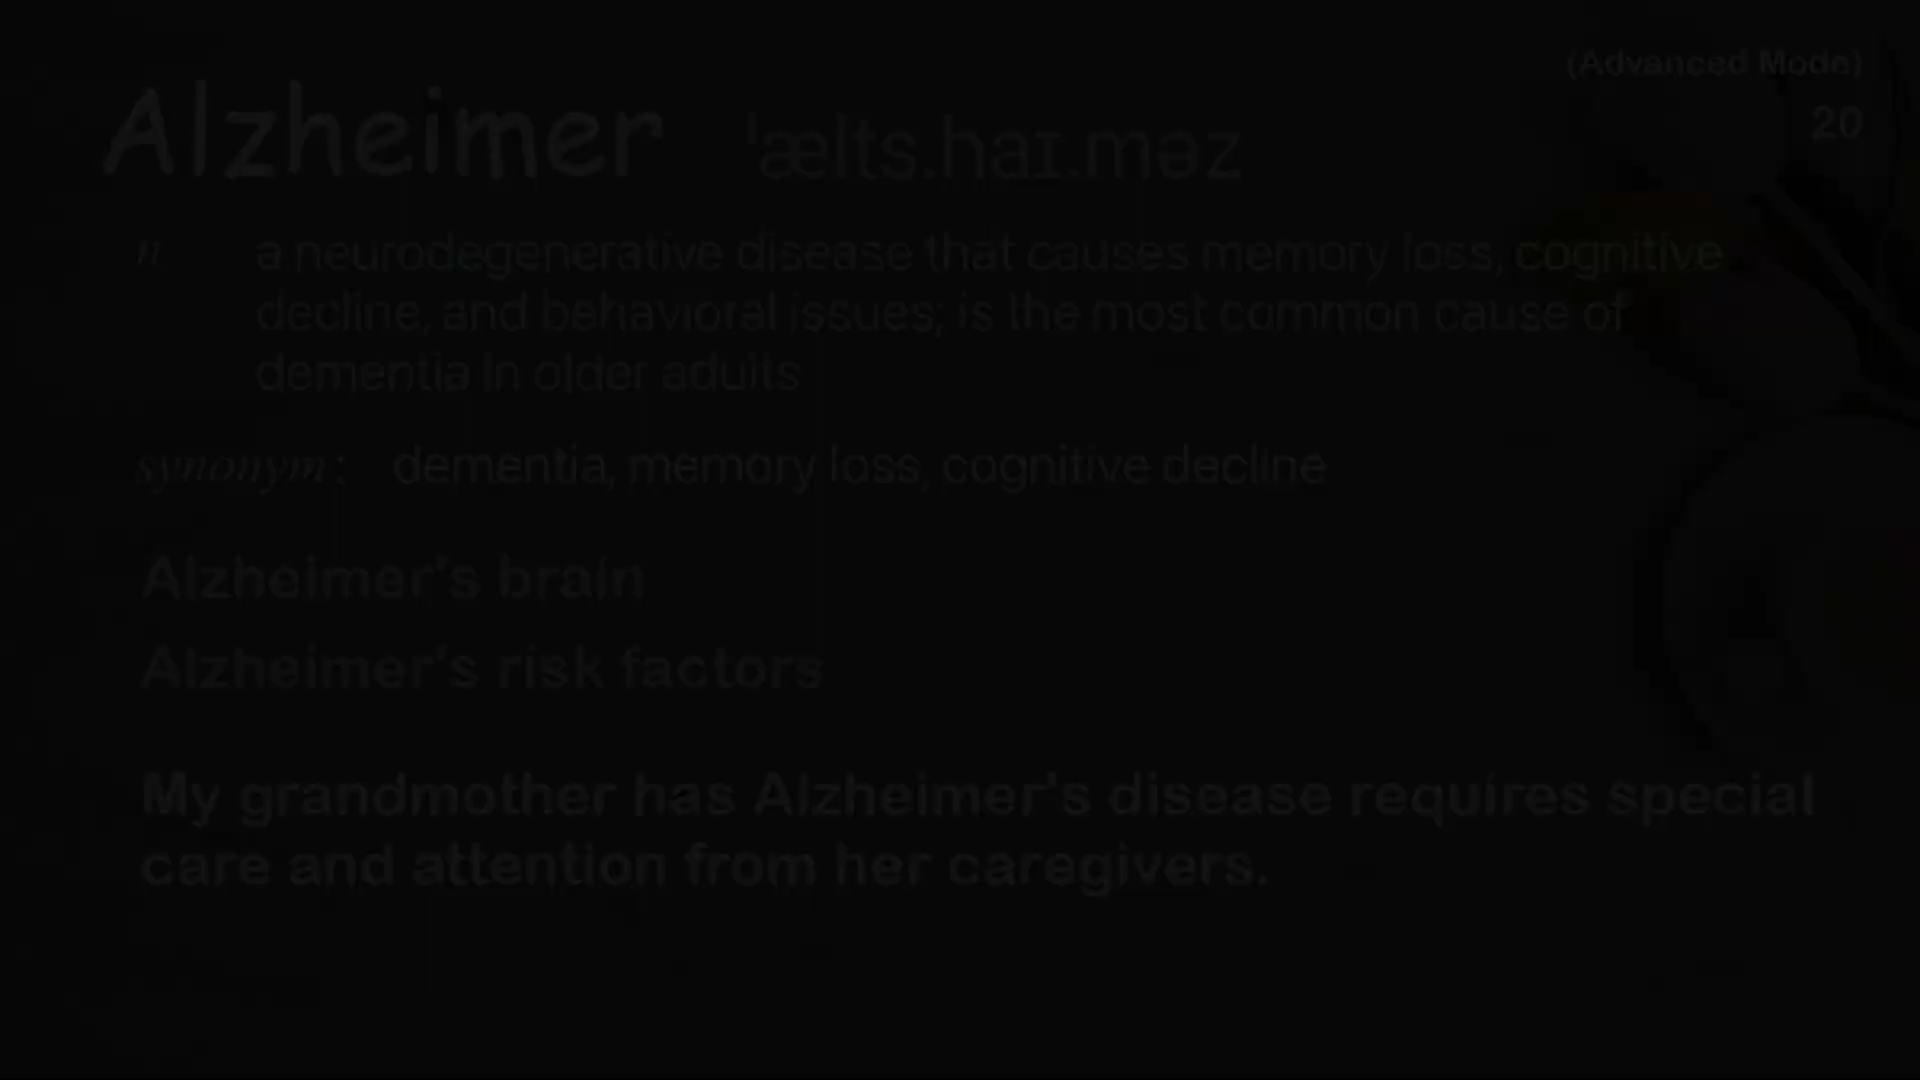 (Advanced Mode)
20
Alzheimer ˈælts.haɪ.məz
n a neurodegenerative disease that causes memory loss, cognitive
decline, and behavioral issues; is the most common cause of
dementia in older adults
synonym: dementia, memory loss, cognitive decline
Alzheimer's brain
Alzheimer's risk factors
My grandmother has Alzheimer's disease requires special
care and attention from her caregivers.